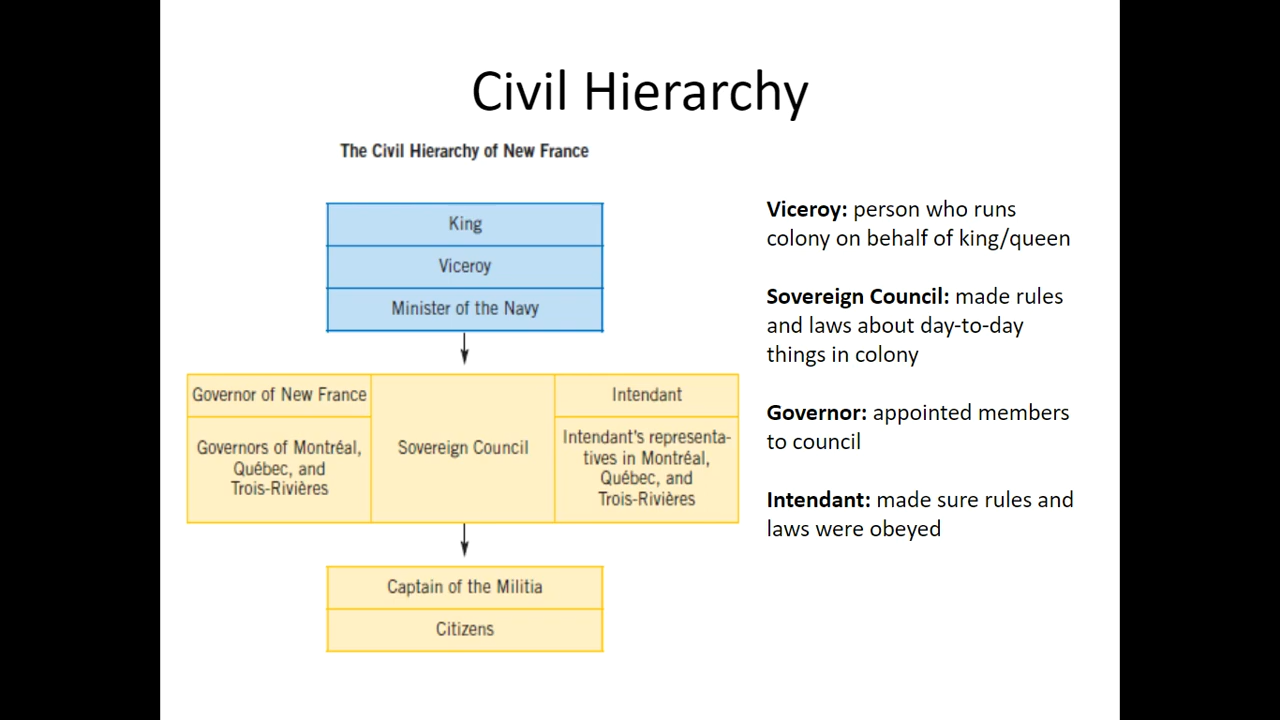 Civil Hierarchy
The Civil Hierarchy of New France
King
Viceroy
Minister of the Navy
Governor of New France
Governors of Montréal,
Québec, and
Trois-Rivières
Sovereign Council
Intendant
Intendant's representa-
tives in Montréal,
Québec, and
Trois-Rivières
Captain of the Militia
Citizens
Viceroy: person who runs
colony on behalf of king/queen
Sovereign Council: made rules
and laws about day-to-day
things in colony
Governor: appointed members
to council
Intendant: made sure rules and
laws were obeyed